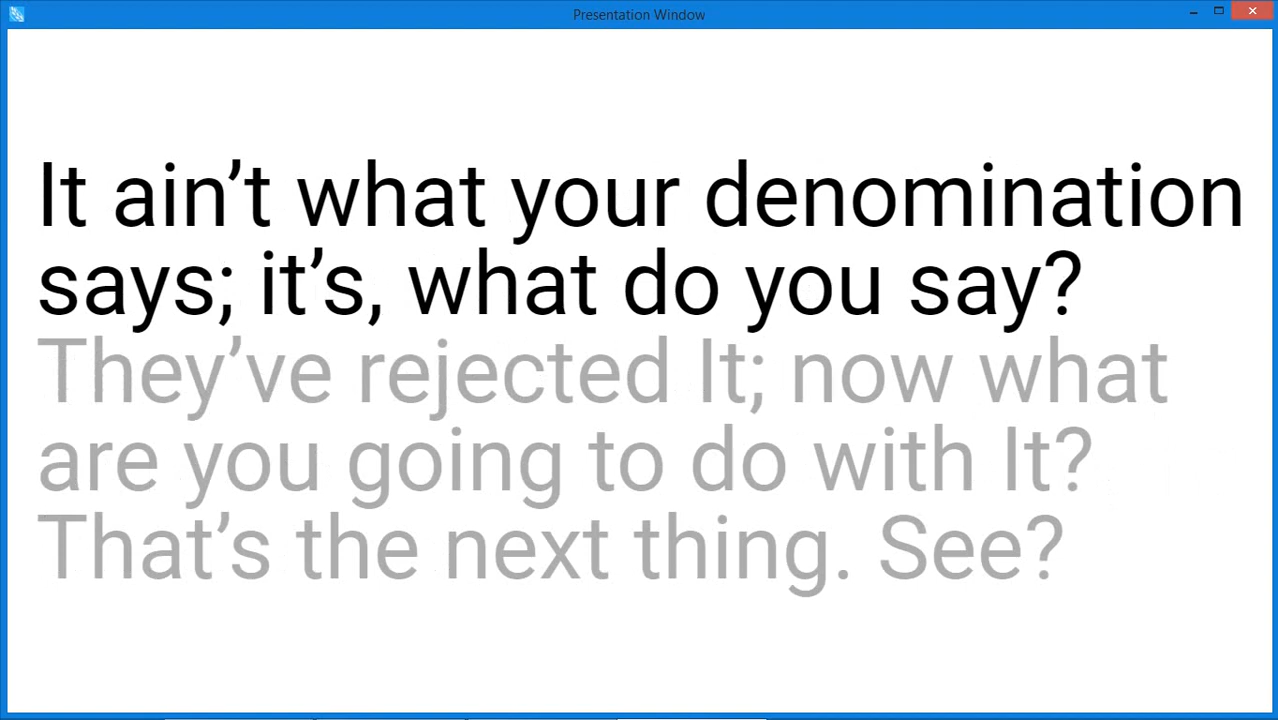 Presentation Window
It ain’t what your denomination
says; it’s, what do you say?
They’ve rejected It; now what
are you going to do with It?
That’s the next thing. See?